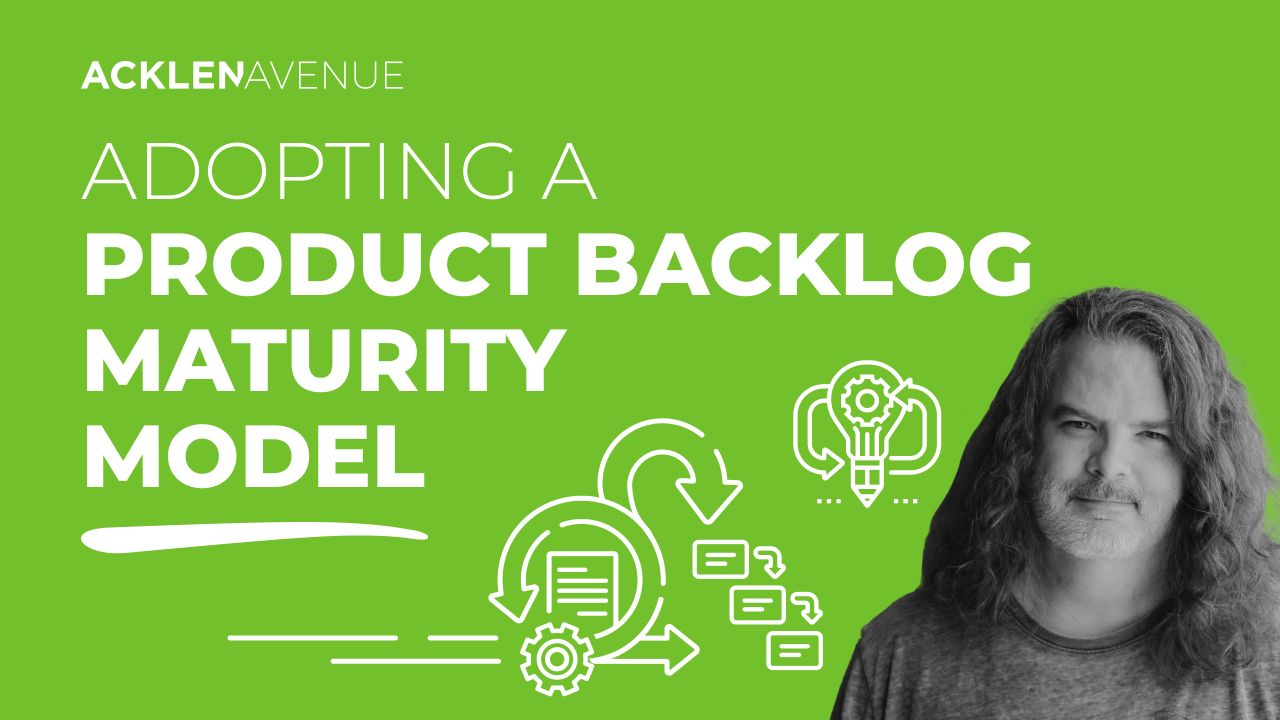 ACKLENAVENUE
ADOPTING A
PRODUCT BACKLOG
MATURITY
MODEL